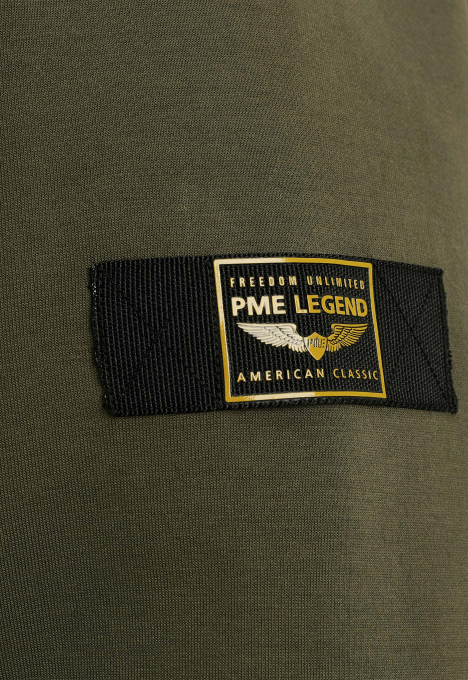 FREEDOM UNLIMITED
PME LEGEND
PME
AMERICAN CLASSIC